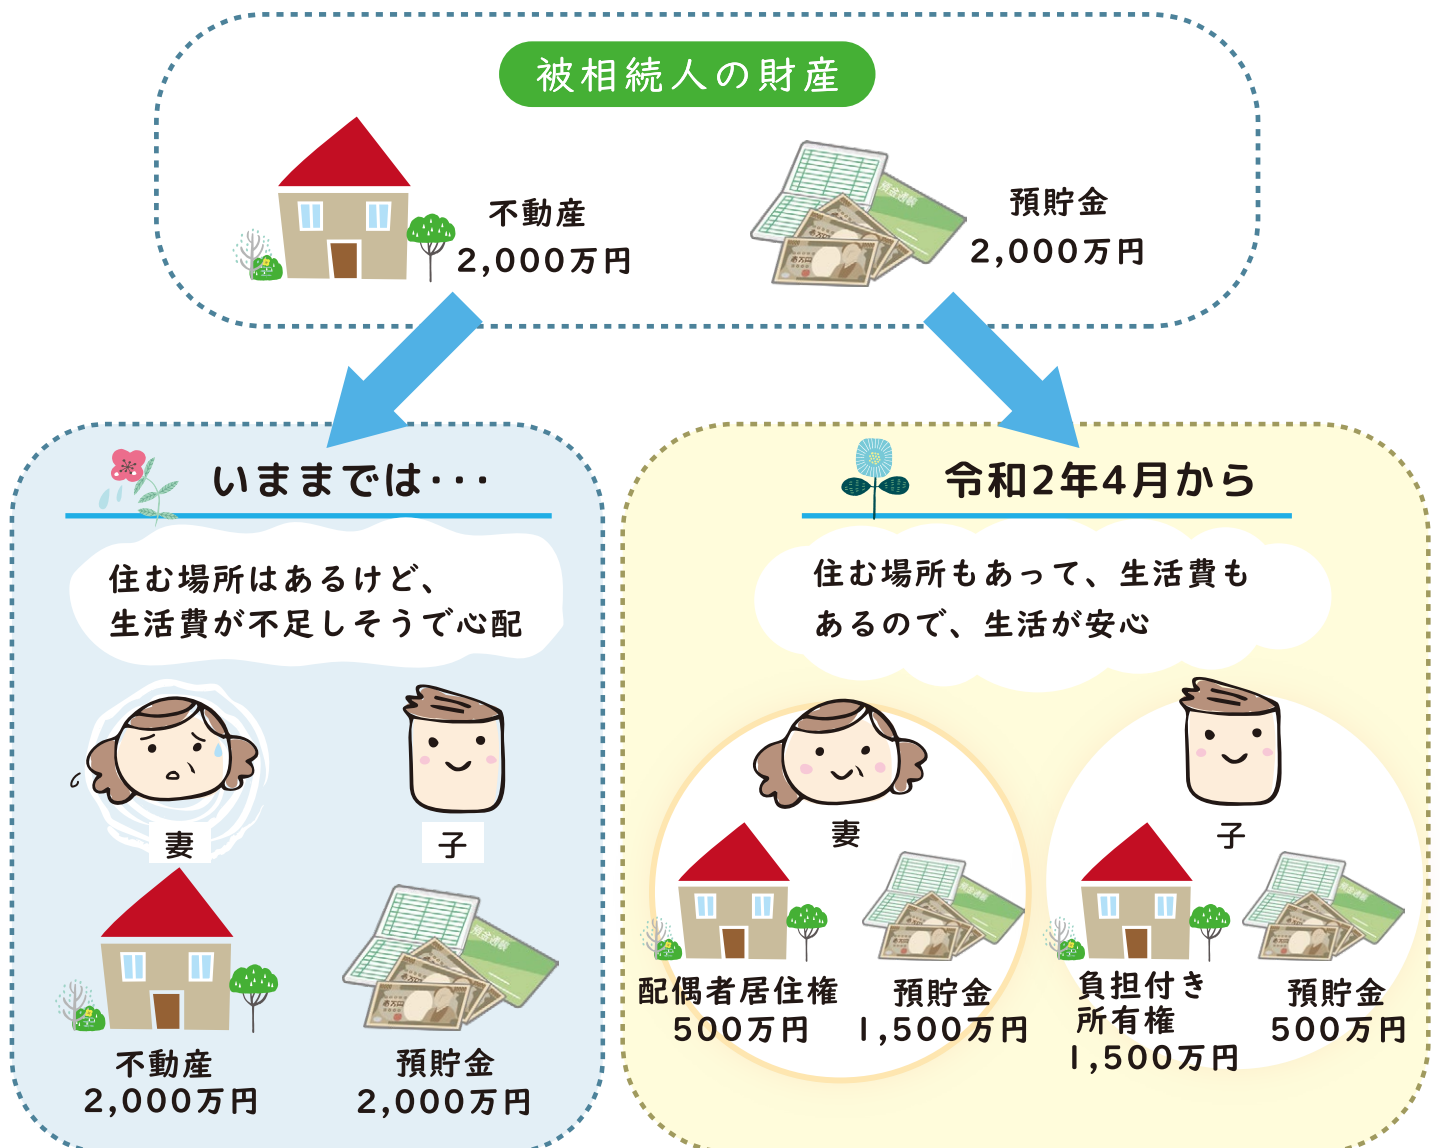 被相続人の財産
不動産
2,000万円
預貯金
2,000万円
いままでは・・・
住む場所はあるけど、
生活費が不足しそうで心配
妻
子
不動産
2,000万円
預貯金
2,000万円
令和2年4月から
住む場所もあって、生活費も
あるので、生活が安心
妻
子
配偶者居住権
500万円
預貯金
1,500万円
負担付き
所有権
1,500万円
預貯金
500万円